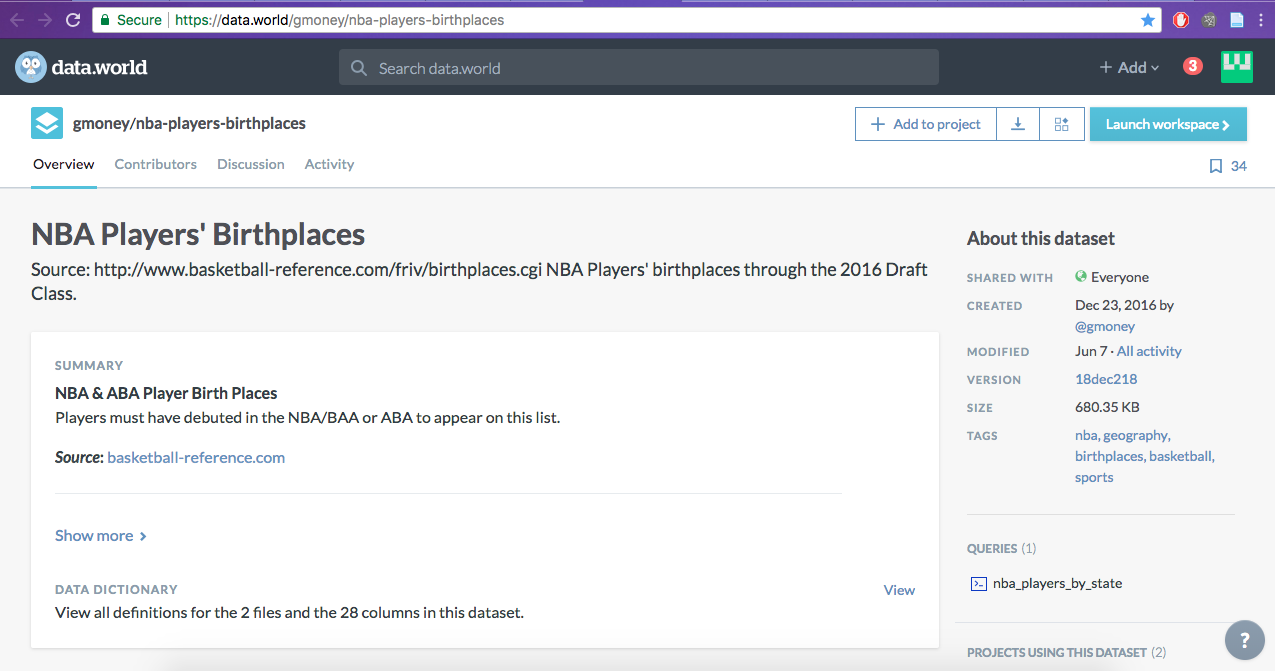 Secure https://data.world/gmoney/nba-players-birthplaces
data.world
Search data.world
+ Add
3
gmoney/nba-players-birthplaces
+ Add to project
Launch workspace
Overview Contributors Discussion Activity
34
NBA Players' Birthplaces
Source: http://www.basketball-reference.com/friv/birthplaces.cgi NBA Players' birthplaces through the 2016 Draft
Class.
SUMMARY
NBA & ABA Player Birth Places
Players must have debuted in the NBA/BAA or ABA to appear on this list.
Source: basketball-reference.com
Show more
DATA DICTIONARY
View
View all definitions for the 2 files and the 28 columns in this dataset.
About this dataset
SHARED WITH Everyone
CREATED Dec 23, 2016 by
@gmoney
MODIFIED Jun 7 · All activity
VERSION 18dec218
SIZE 680.35 KB
TAGS nba, geography,
birthplaces, basketball,
sports
QUERIES (1)
nba_players_by_state
PROJECTS USING THIS DATASET (2)
?